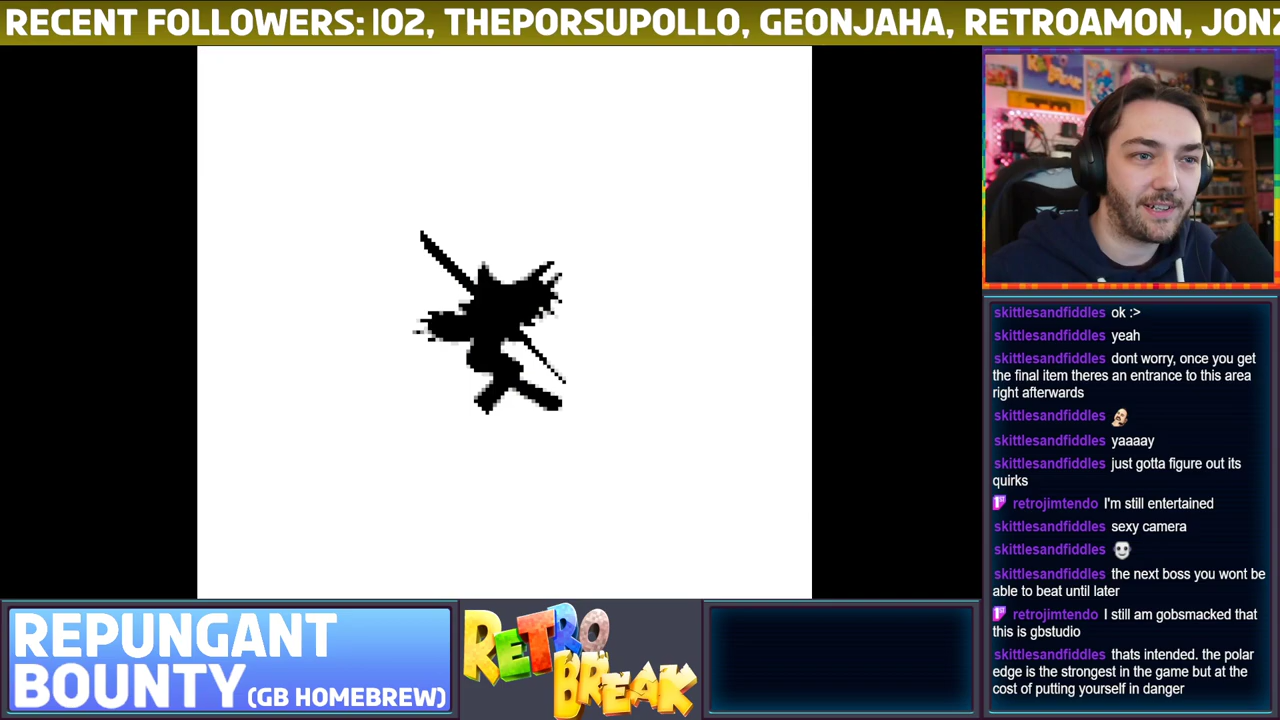 RECENT FOLLOWERS: IO2, THEPORSUPOLLO, GEONJAHA, RETROAMON, JON
skittlesandfiddles ok :>
skittlesandfiddles yeah
skittlesandfiddles dont worry, once you get
the final item theres an entrance to this area
right afterwards
skittlesandfiddles
skittlesandfiddles yaaaay
skittlesandfiddles just gotta figure out its
quirks
retrojimtendo I'm still entertained
skittlesandfiddles sexy camera
skittlesandfiddles
skittlesandfiddles the next boss you wont be
able to beat until later
retrojimtendo I still am gobsmacked that
this is gbstudio
skittlesandfiddles thats intended. the polar
edge is the strongest in the game but at the
cost of putting yourself in danger
REPUNGANT
BOUNTY (GB HOMEBREW)
RETRO
BREAK